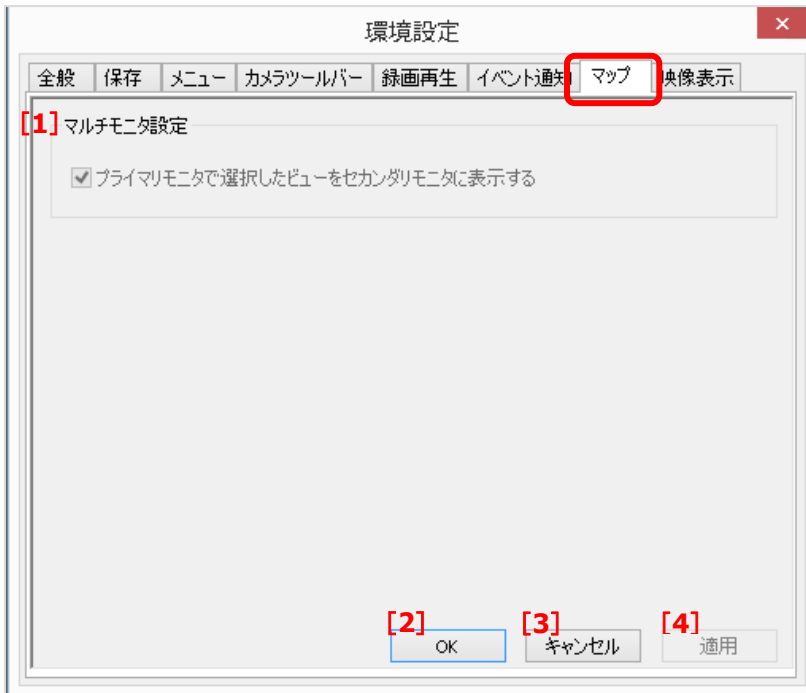 環境設定
全般 保存 メニュー カメラツールバー 録画再生 イベント通知 マップ 映像表示
[1] マルチモニタ設定
プライマリモニタで選択したビューをセカンダリモニタに表示する
[2] [3] [4]
OK キャンセル 適用